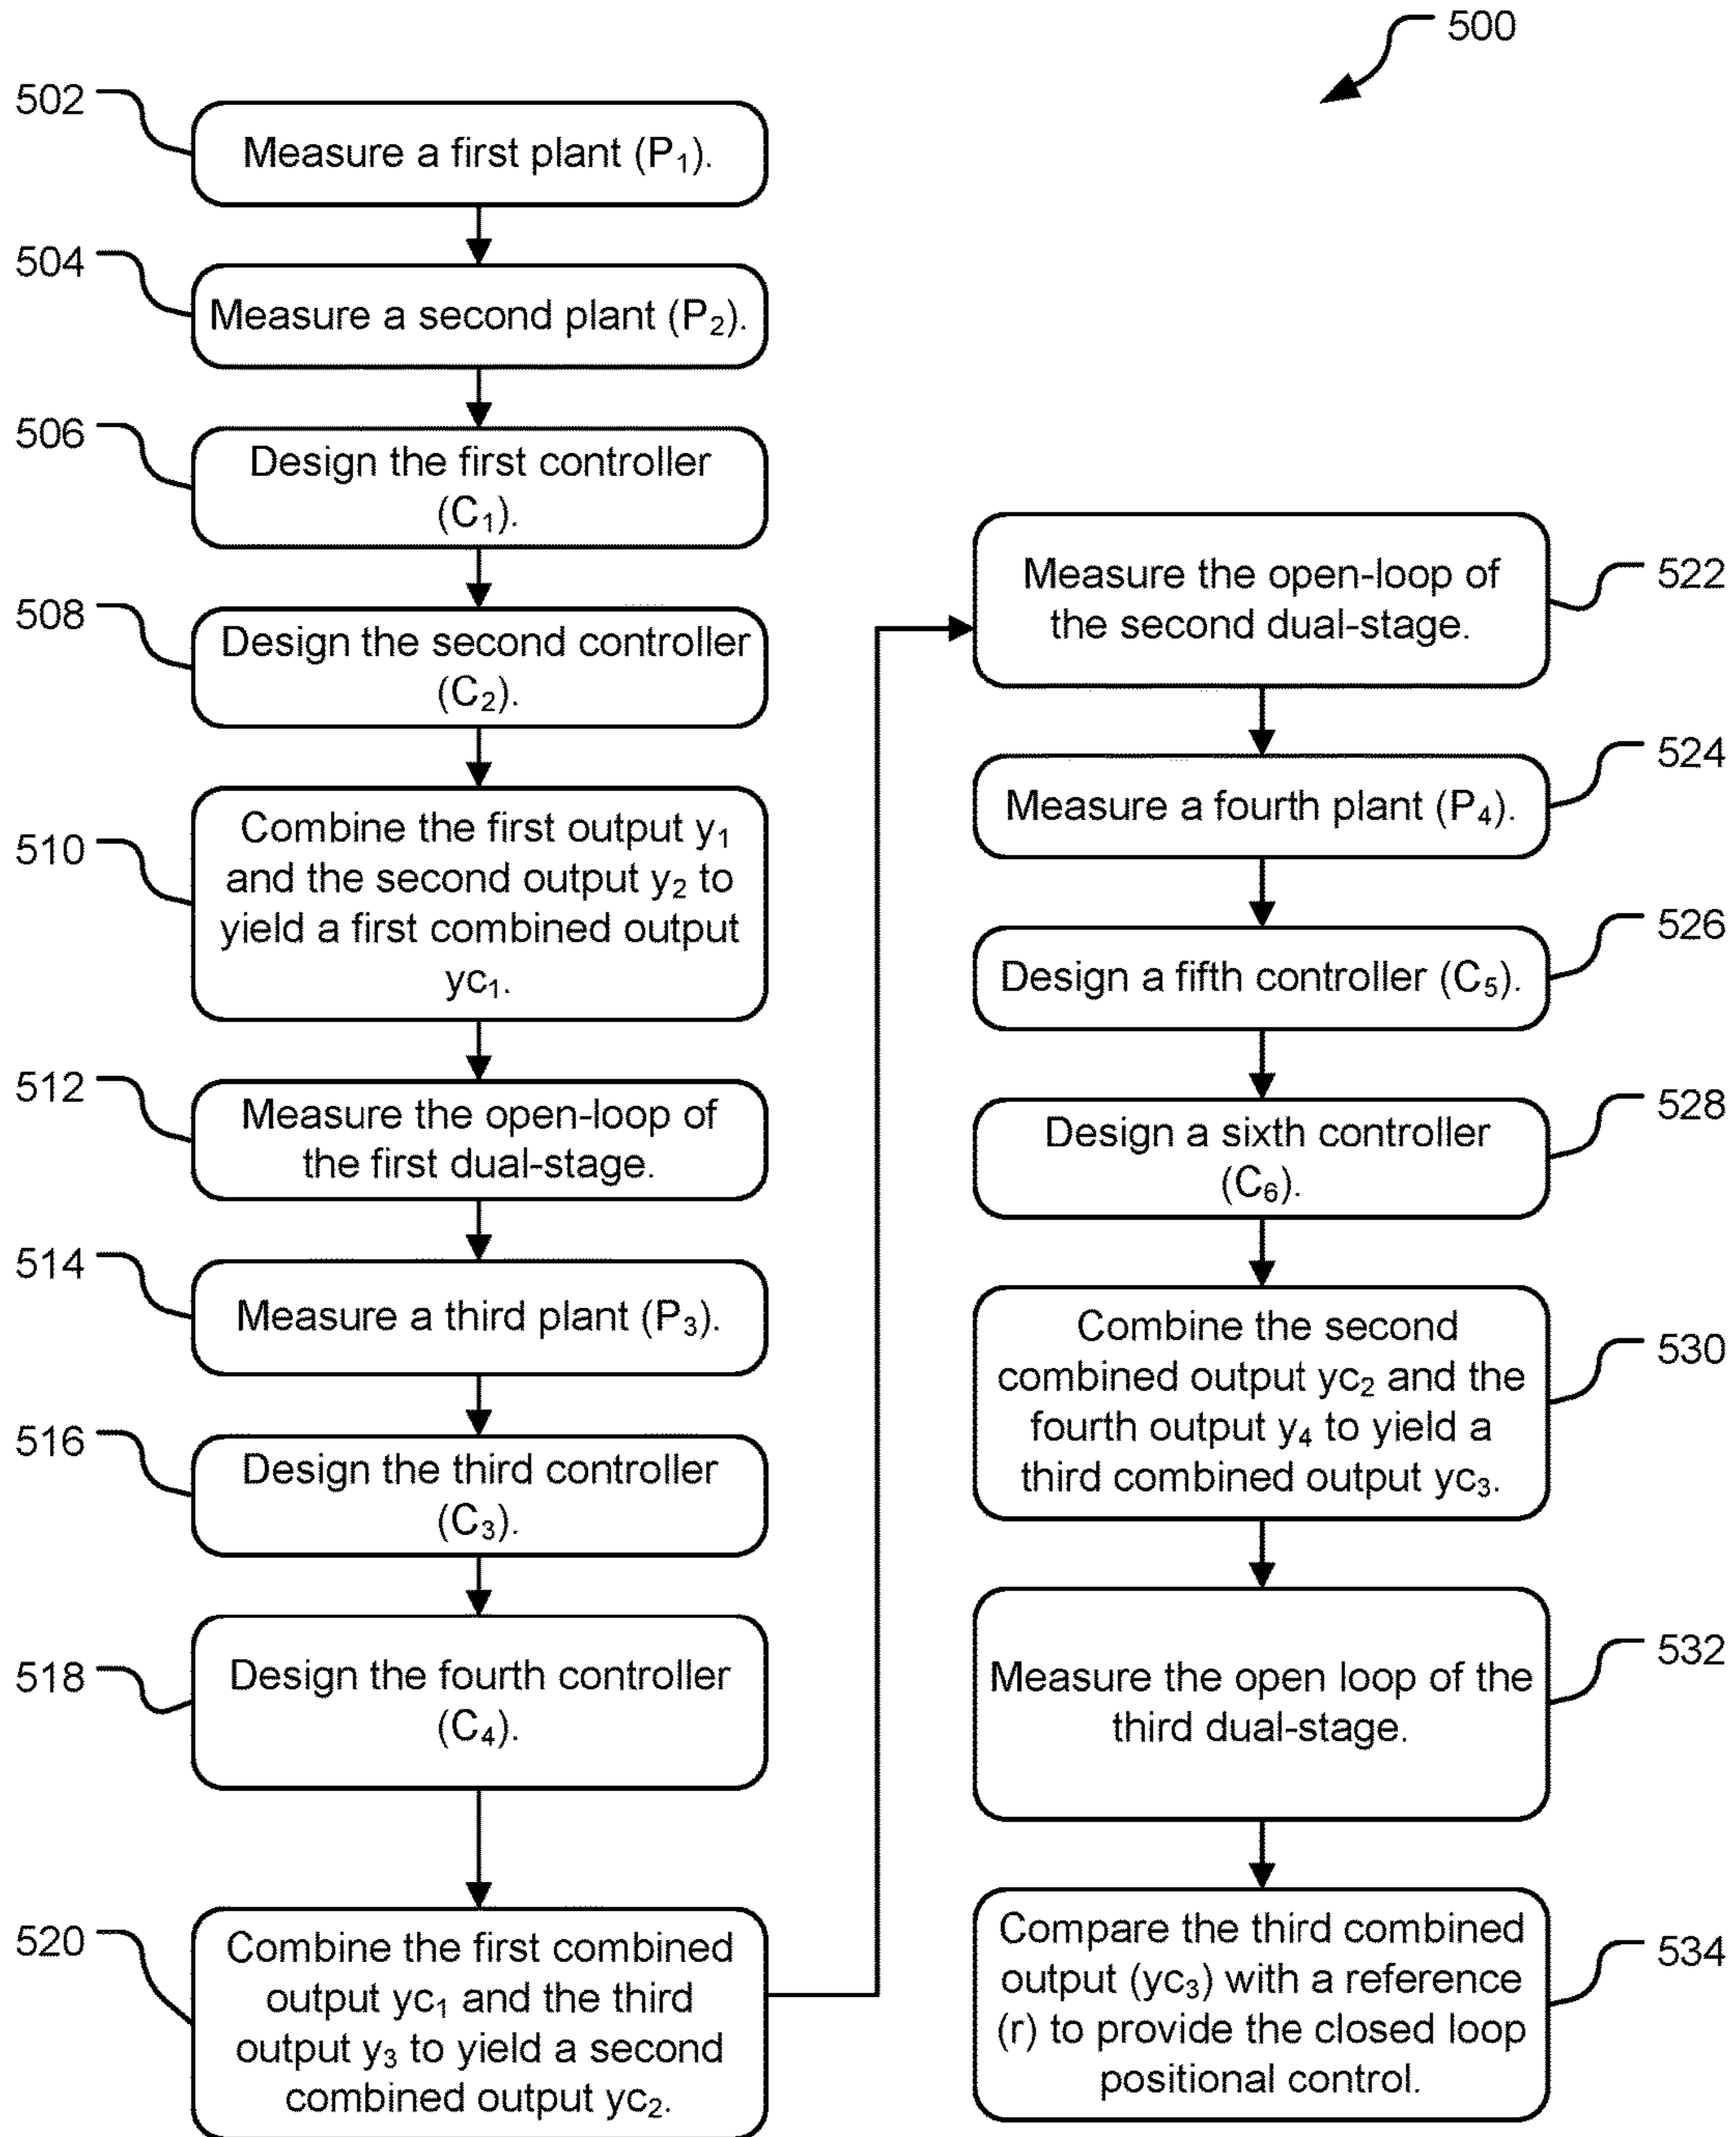 500
502
Measure a first plant (P₁).
504
Measure a second plant (P₂).
506
Design the first controller
(C₁).
508
Design the second controller
(C₂).
510
Combine the first output y₁
and the second output y₂ to
yield a first combined output
yc₁.
512
Measure the open-loop of
the first dual-stage.
514
Measure a third plant (P₃).
516
Design the third controller
(C₃).
518
Design the fourth controller
(C₄).
520
Combine the first combined
output yc₁ and the third
output y₃ to yield a second
combined output yc₂.
522
Measure the open-loop of
the second dual-stage.
524
Measure a fourth plant (P₄).
526
Design a fifth controller (C₅).
528
Design a sixth controller
(C₆).
530
Combine the second
combined output yc₂ and the
fourth output y₄ to yield a
third combined output yc₃.
532
Measure the open loop of the
third dual-stage.
534
Compare the third combined
output (yc₃) with a reference
(r) to provide the closed loop
positional control.